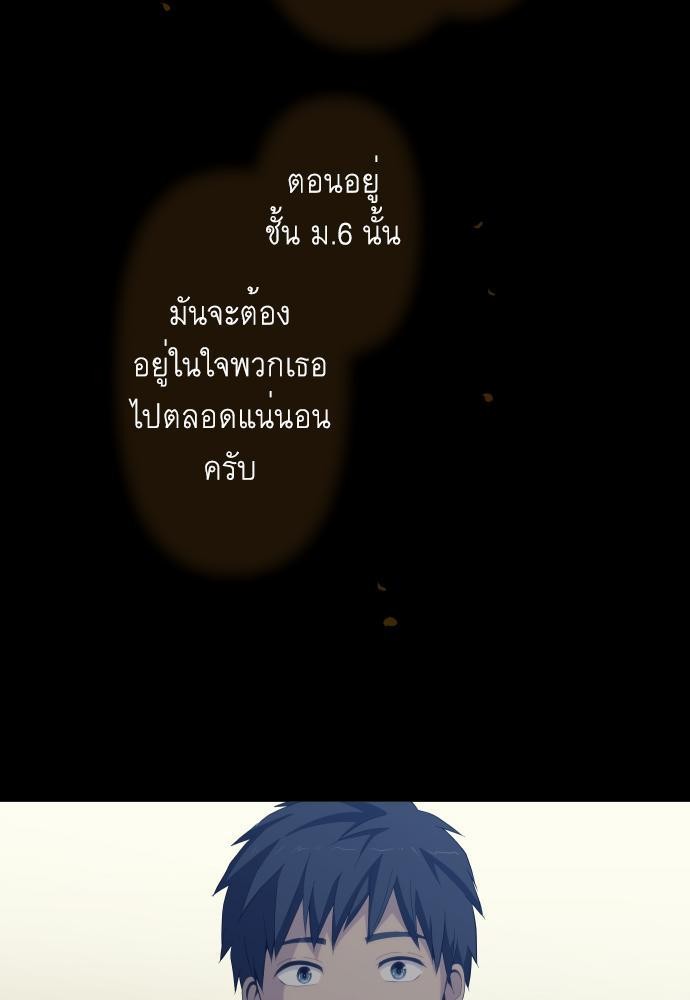 ตอนอยู่
ชั้น ม.6 นั้น
มันจะต้อง
อยู่ในใจพวกเธอ
ไปตลอดแน่นอน
ครับ